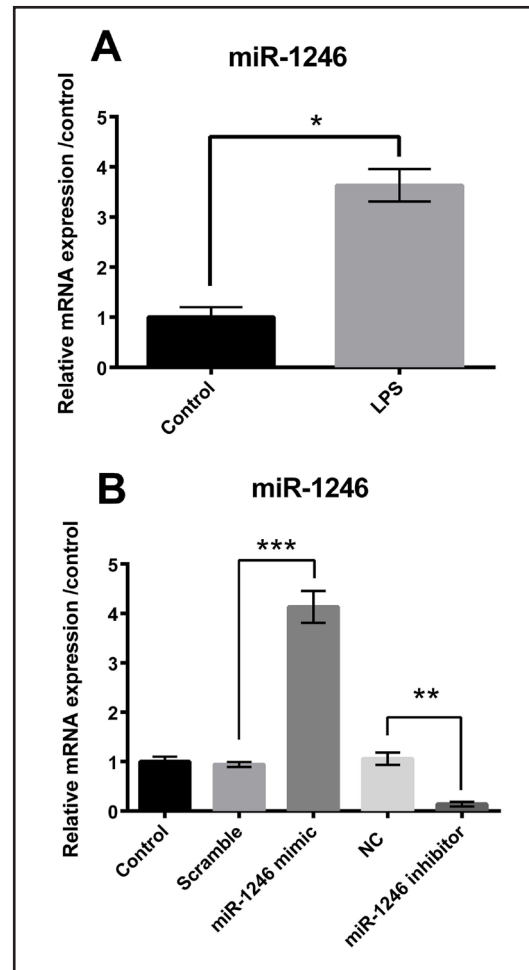 A
miR-1246
Relative mRNA expression /control
5
4
3
2
1
0
*
Control
LPS
B
miR-1246
Relative mRNA expression /control
5
4
3
2
1
0
***
**
Control
Scramble
miR-1246 mimic
NC
miR-1246 inhibitor